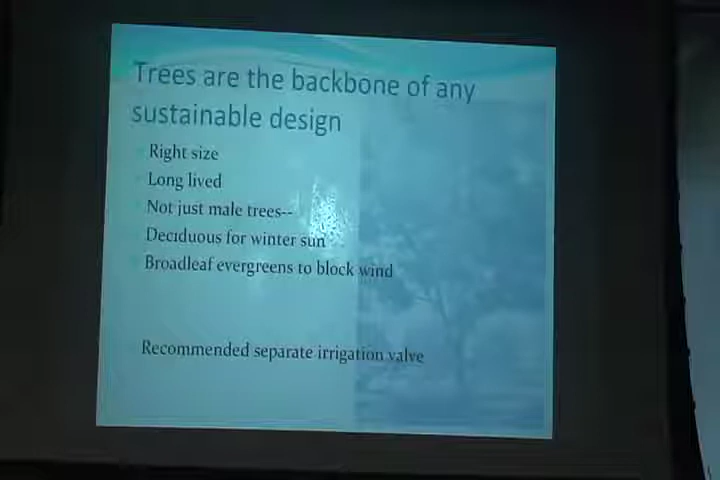 Trees are the backbone of any
sustainable design
Right size
Long lived
Not just male trees--
Deciduous for winter sun
Broadleaf evergreens to block wind
Recommended separate irrigation valve